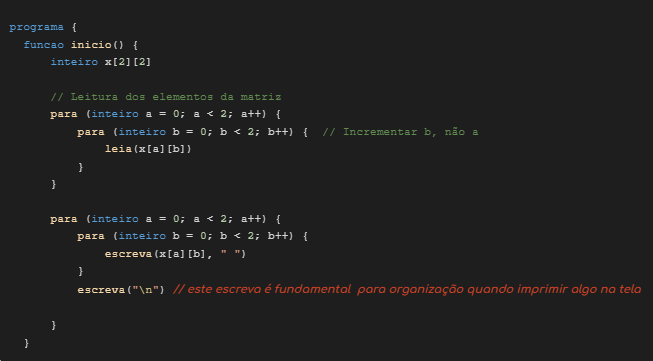 programa {
funcao inicio() {
inteiro x[2][2]
// Leitura dos elementos da matriz
para (inteiro a = 0; a < 2; a++) {
para (inteiro b = 0; b < 2; b++) {  // Incrementar b, não a
leia(x[a][b])
}
}
para (inteiro a = 0; a < 2; a++) {
para (inteiro b = 0; b < 2; b++) {
escreva(x[a][b], " ")
}
escreva("\n") // este escreva é fundamental para organização quando imprimir algo na tela
}
}